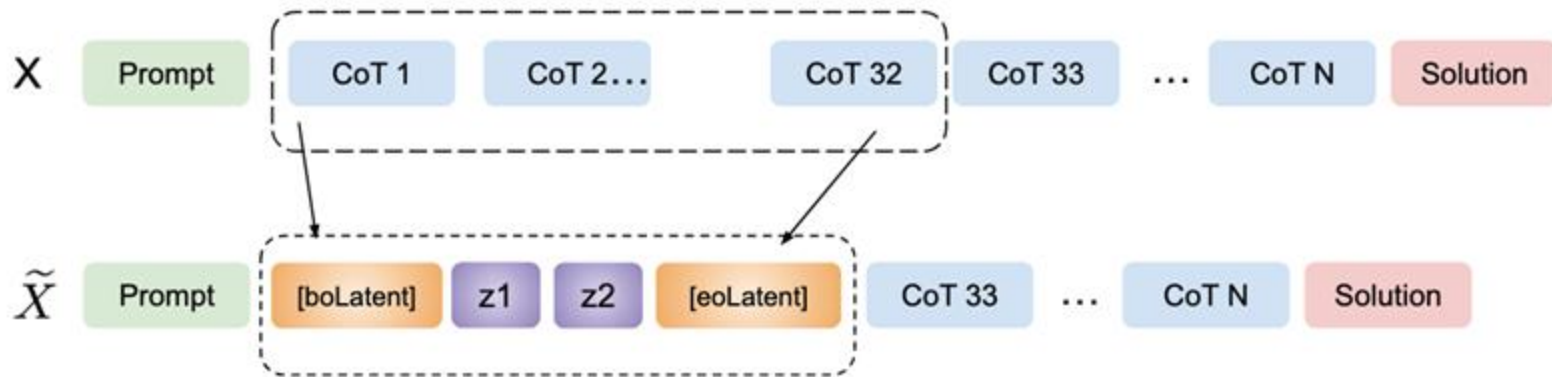 X Prompt CoT 1 CoT 2... CoT 32 CoT 33 ... CoT N Solution
X̃ Prompt [boLatent] z1 z2 [eoLatent] CoT 33 ... CoT N Solution